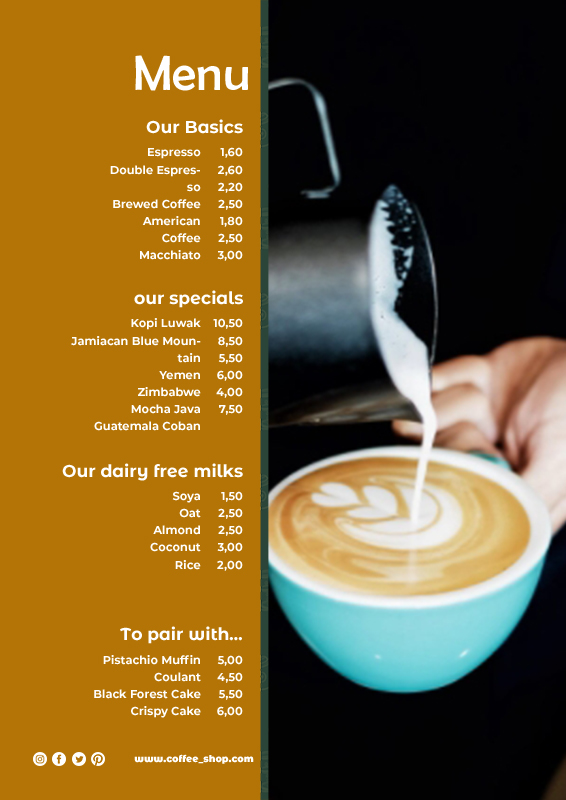 Menu
Our Basics
Espresso 1,60
Double Espres- 2,60
so 2,20
Brewed Coffee 2,50
American 1,80
Coffee 2,50
Macchiato 3,00
our specials
Kopi Luwak 10,50
Jamiacan Blue Moun- 8,50
tain 5,50
Yemen 6,00
Zimbabwe 4,00
Mocha Java 7,50
Guatemala Coban
Our dairy free milks
Soya 1,50
Oat 2,50
Almond 2,50
Coconut 3,00
Rice 2,00
To pair with...
Pistachio Muffin 5,00
Coulant 4,50
Black Forest Cake 5,50
Crispy Cake 6,00
www.coffee_shop.com